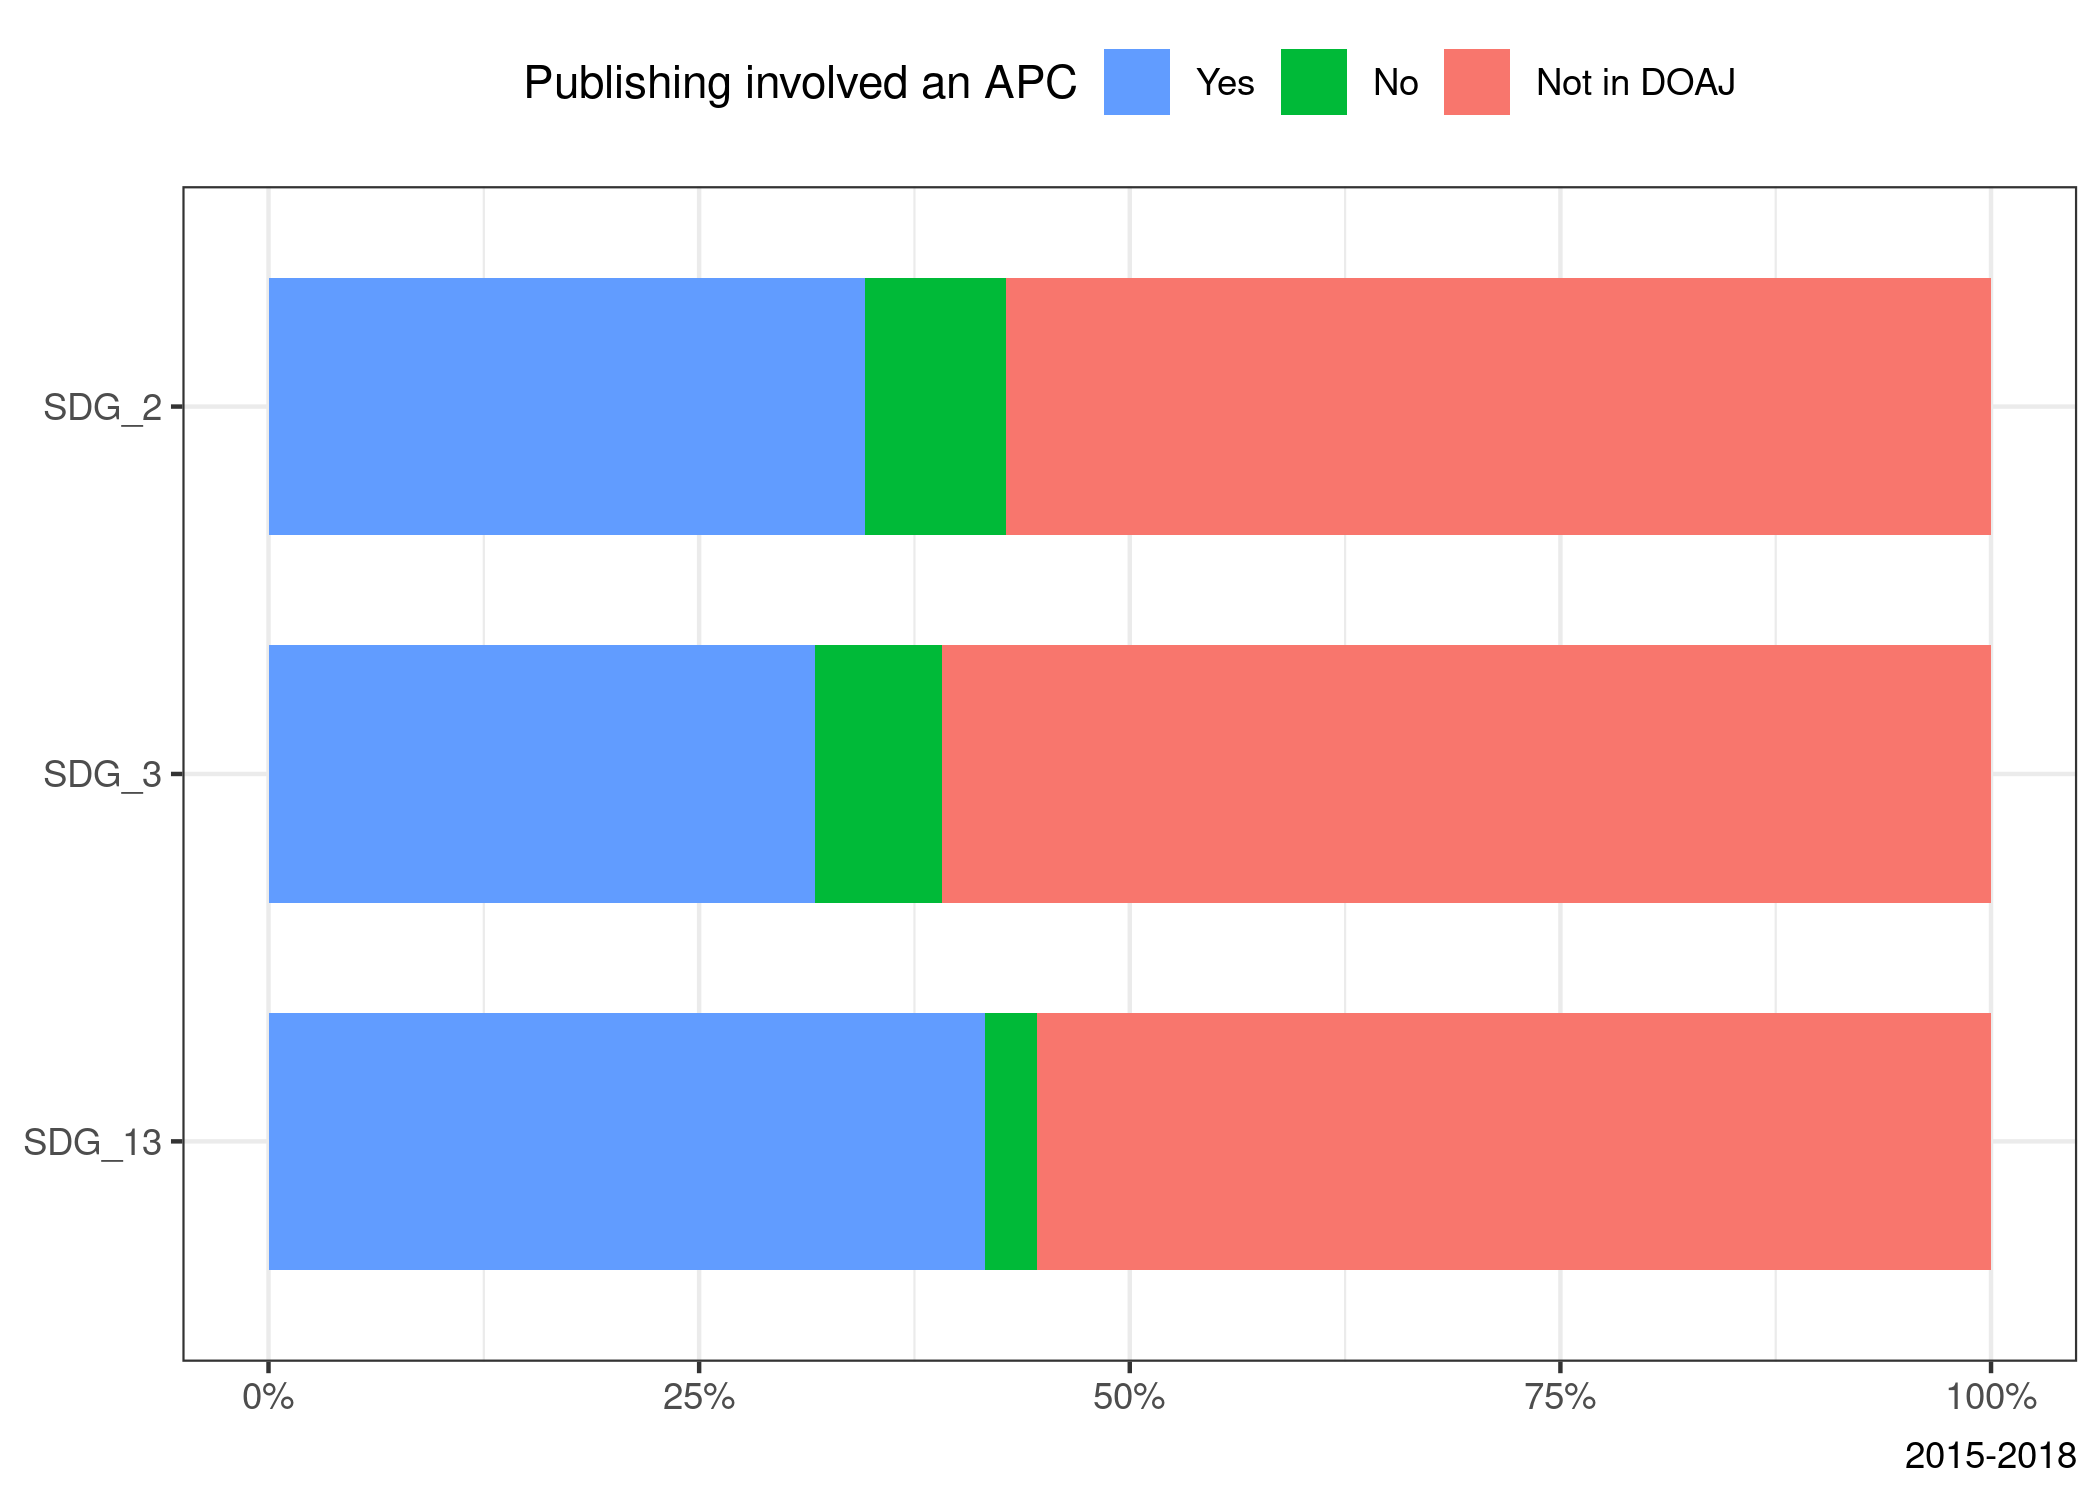 Publishing involved an APC Yes No Not in DOAJ
SDG_2
SDG_3
SDG_13
0% 25% 50% 75% 100%
2015-2018